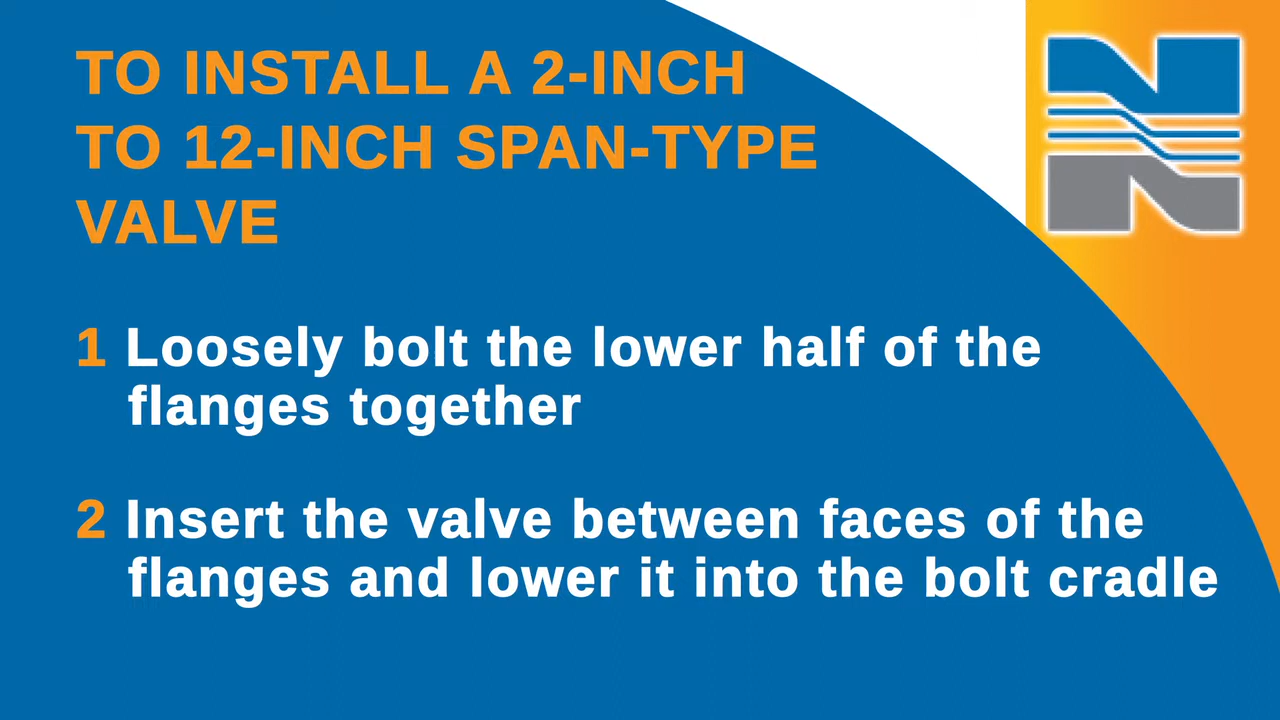 TO INSTALL A 2-INCH
TO 12-INCH SPAN-TYPE
VALVE
1 Loosely bolt the lower half of the
flanges together
2 Insert the valve between faces of the
flanges and lower it into the bolt cradle